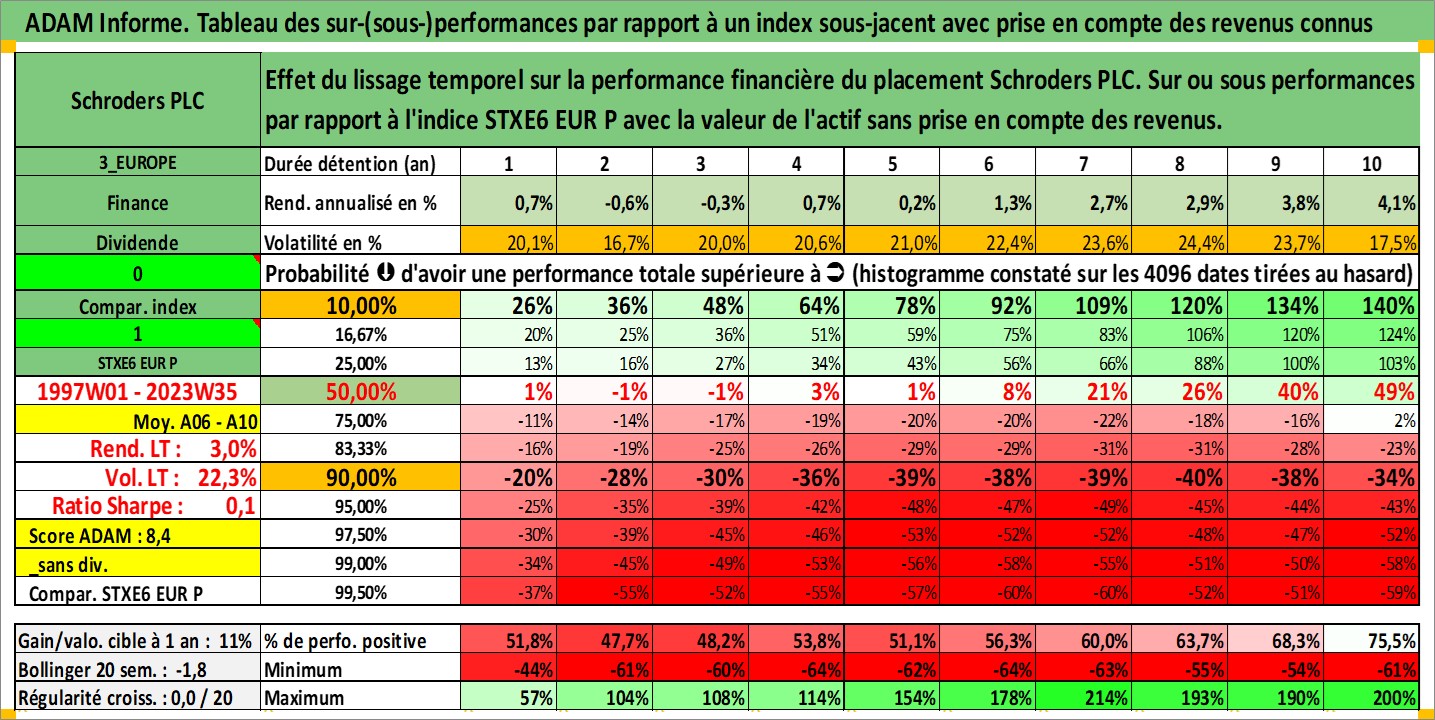 ADAM Informe. Tableau des sur-(sous-)performances par rapport à un index sous-jacent avec prise en compte des revenus connus
Schroders PLC
Effet du lissage temporel sur la performance financière du placement Schroders PLC. Sur ou sous performances
par rapport à l'indice STXE6 EUR P avec la valeur de l'actif sans prise en compte des revenus.
3_EUROPE Durée détention (an) 1 2 3 4 5 6 7 8 9 10
Finance Rend. annualisé en % 0,7% -0,6% -0,3% 0,7% 0,2% 1,3% 2,7% 2,9% 3,8% 4,1%
Dividende Volatilité en % 20,1% 16,7% 20,0% 20,6% 21,0% 22,4% 23,6% 24,4% 23,7% 17,5%
0 Probabilité ⬇ d'avoir une performance totale supérieure à ➲ (histogramme constaté sur les 4096 dates tirées au hasard)
Compar. index 10,00% 26% 36% 48% 64% 78% 92% 109% 120% 134% 140%
1 16,67% 20% 25% 36% 51% 59% 75% 83% 106% 120% 124%
STXE6 EUR P 25,00% 13% 16% 27% 34% 43% 56% 66% 88% 100% 103%
1997W01 - 2023W35 50,00% 1% -1% -1% 3% 1% 8% 21% 26% 40% 49%
Moy. A06 - A10 75,00% -11% -14% -17% -19% -20% -20% -22% -18% -16% 2%
Rend. LT : 3,0% 83,33% -16% -19% -25% -26% -29% -29% -31% -31% -28% -23%
Vol. LT : 22,3% 90,00% -20% -28% -30% -36% -39% -38% -39% -40% -38% -34%
Ratio Sharpe : 0,1 95,00% -25% -35% -39% -42% -48% -47% -49% -45% -44% -43%
Score ADAM : 8,4 97,50% -30% -39% -45% -46% -53% -52% -52% -48% -47% -52%
_sans div. 99,00% -34% -45% -49% -53% -56% -58% -55% -51% -50% -58%
Compar. STXE6 EUR P 99,50% -37% -55% -52% -55% -57% -60% -60% -52% -51% -59%
Gain/valo. cible à 1 an : 11% % de perfo. positive 51,8% 47,7% 48,2% 53,8% 51,1% 56,3% 60,0% 63,7% 68,3% 75,5%
Bollinger 20 sem. : -1,8 Minimum -44% -61% -60% -64% -62% -64% -63% -55% -54% -61%
Régularité croiss. : 0,0 / 20 Maximum 57% 104% 108% 114% 154% 178% 214% 193% 190% 200%